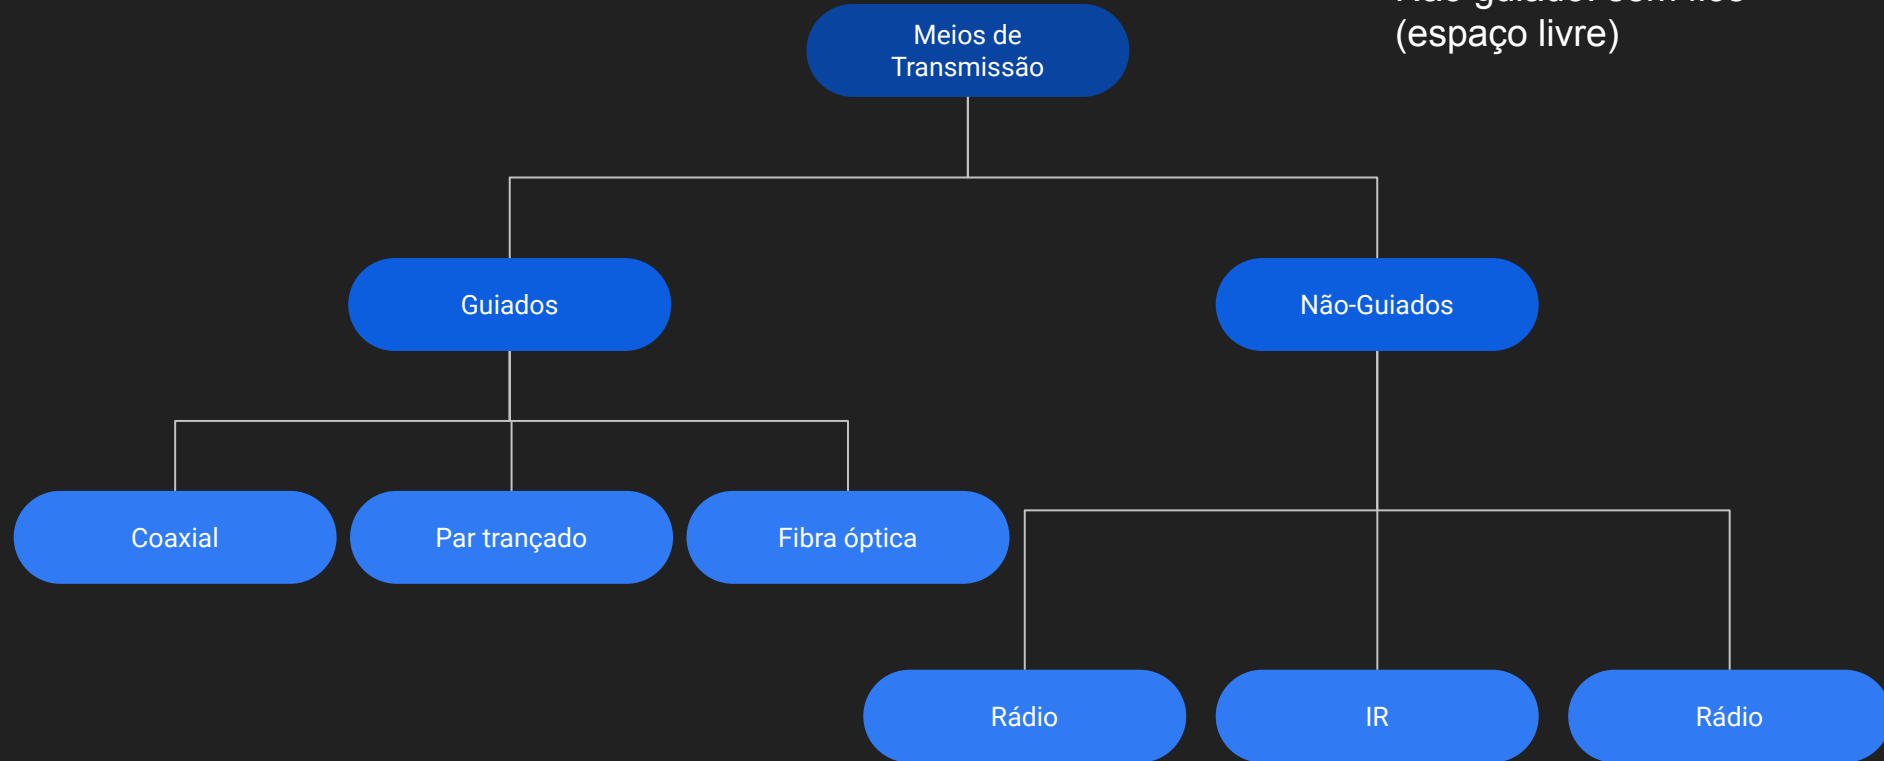 (espaço livre)
Meios de
Transmissão
Guiados
Não-Guiados
Coaxial
Par trançado
Fibra óptica
Rádio
IR
Rádio